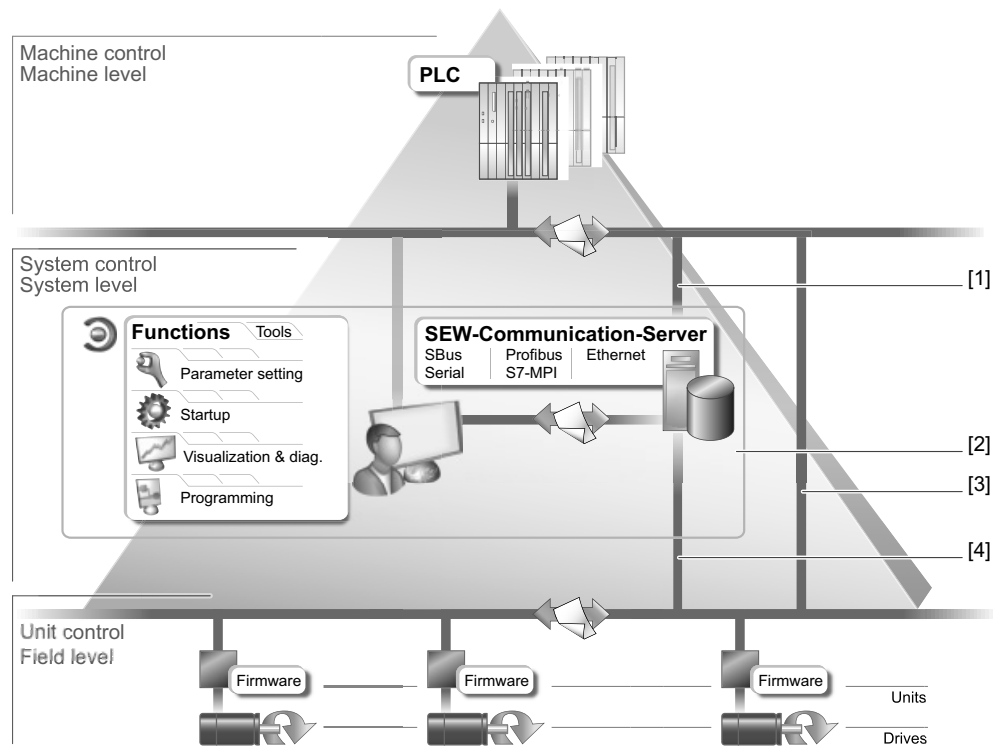 Machine control
Machine level
PLC
System control
System level
[1]
Functions
Tools
Parameter setting
Startup
Visualization & diag.
Programming
SEW-Communication-Server
SBus
Profibus
Ethernet
Serial
S7-MPI
[2]
[3]
[4]
Unit control
Field level
Firmware
Firmware
Firmware
Units
Drives